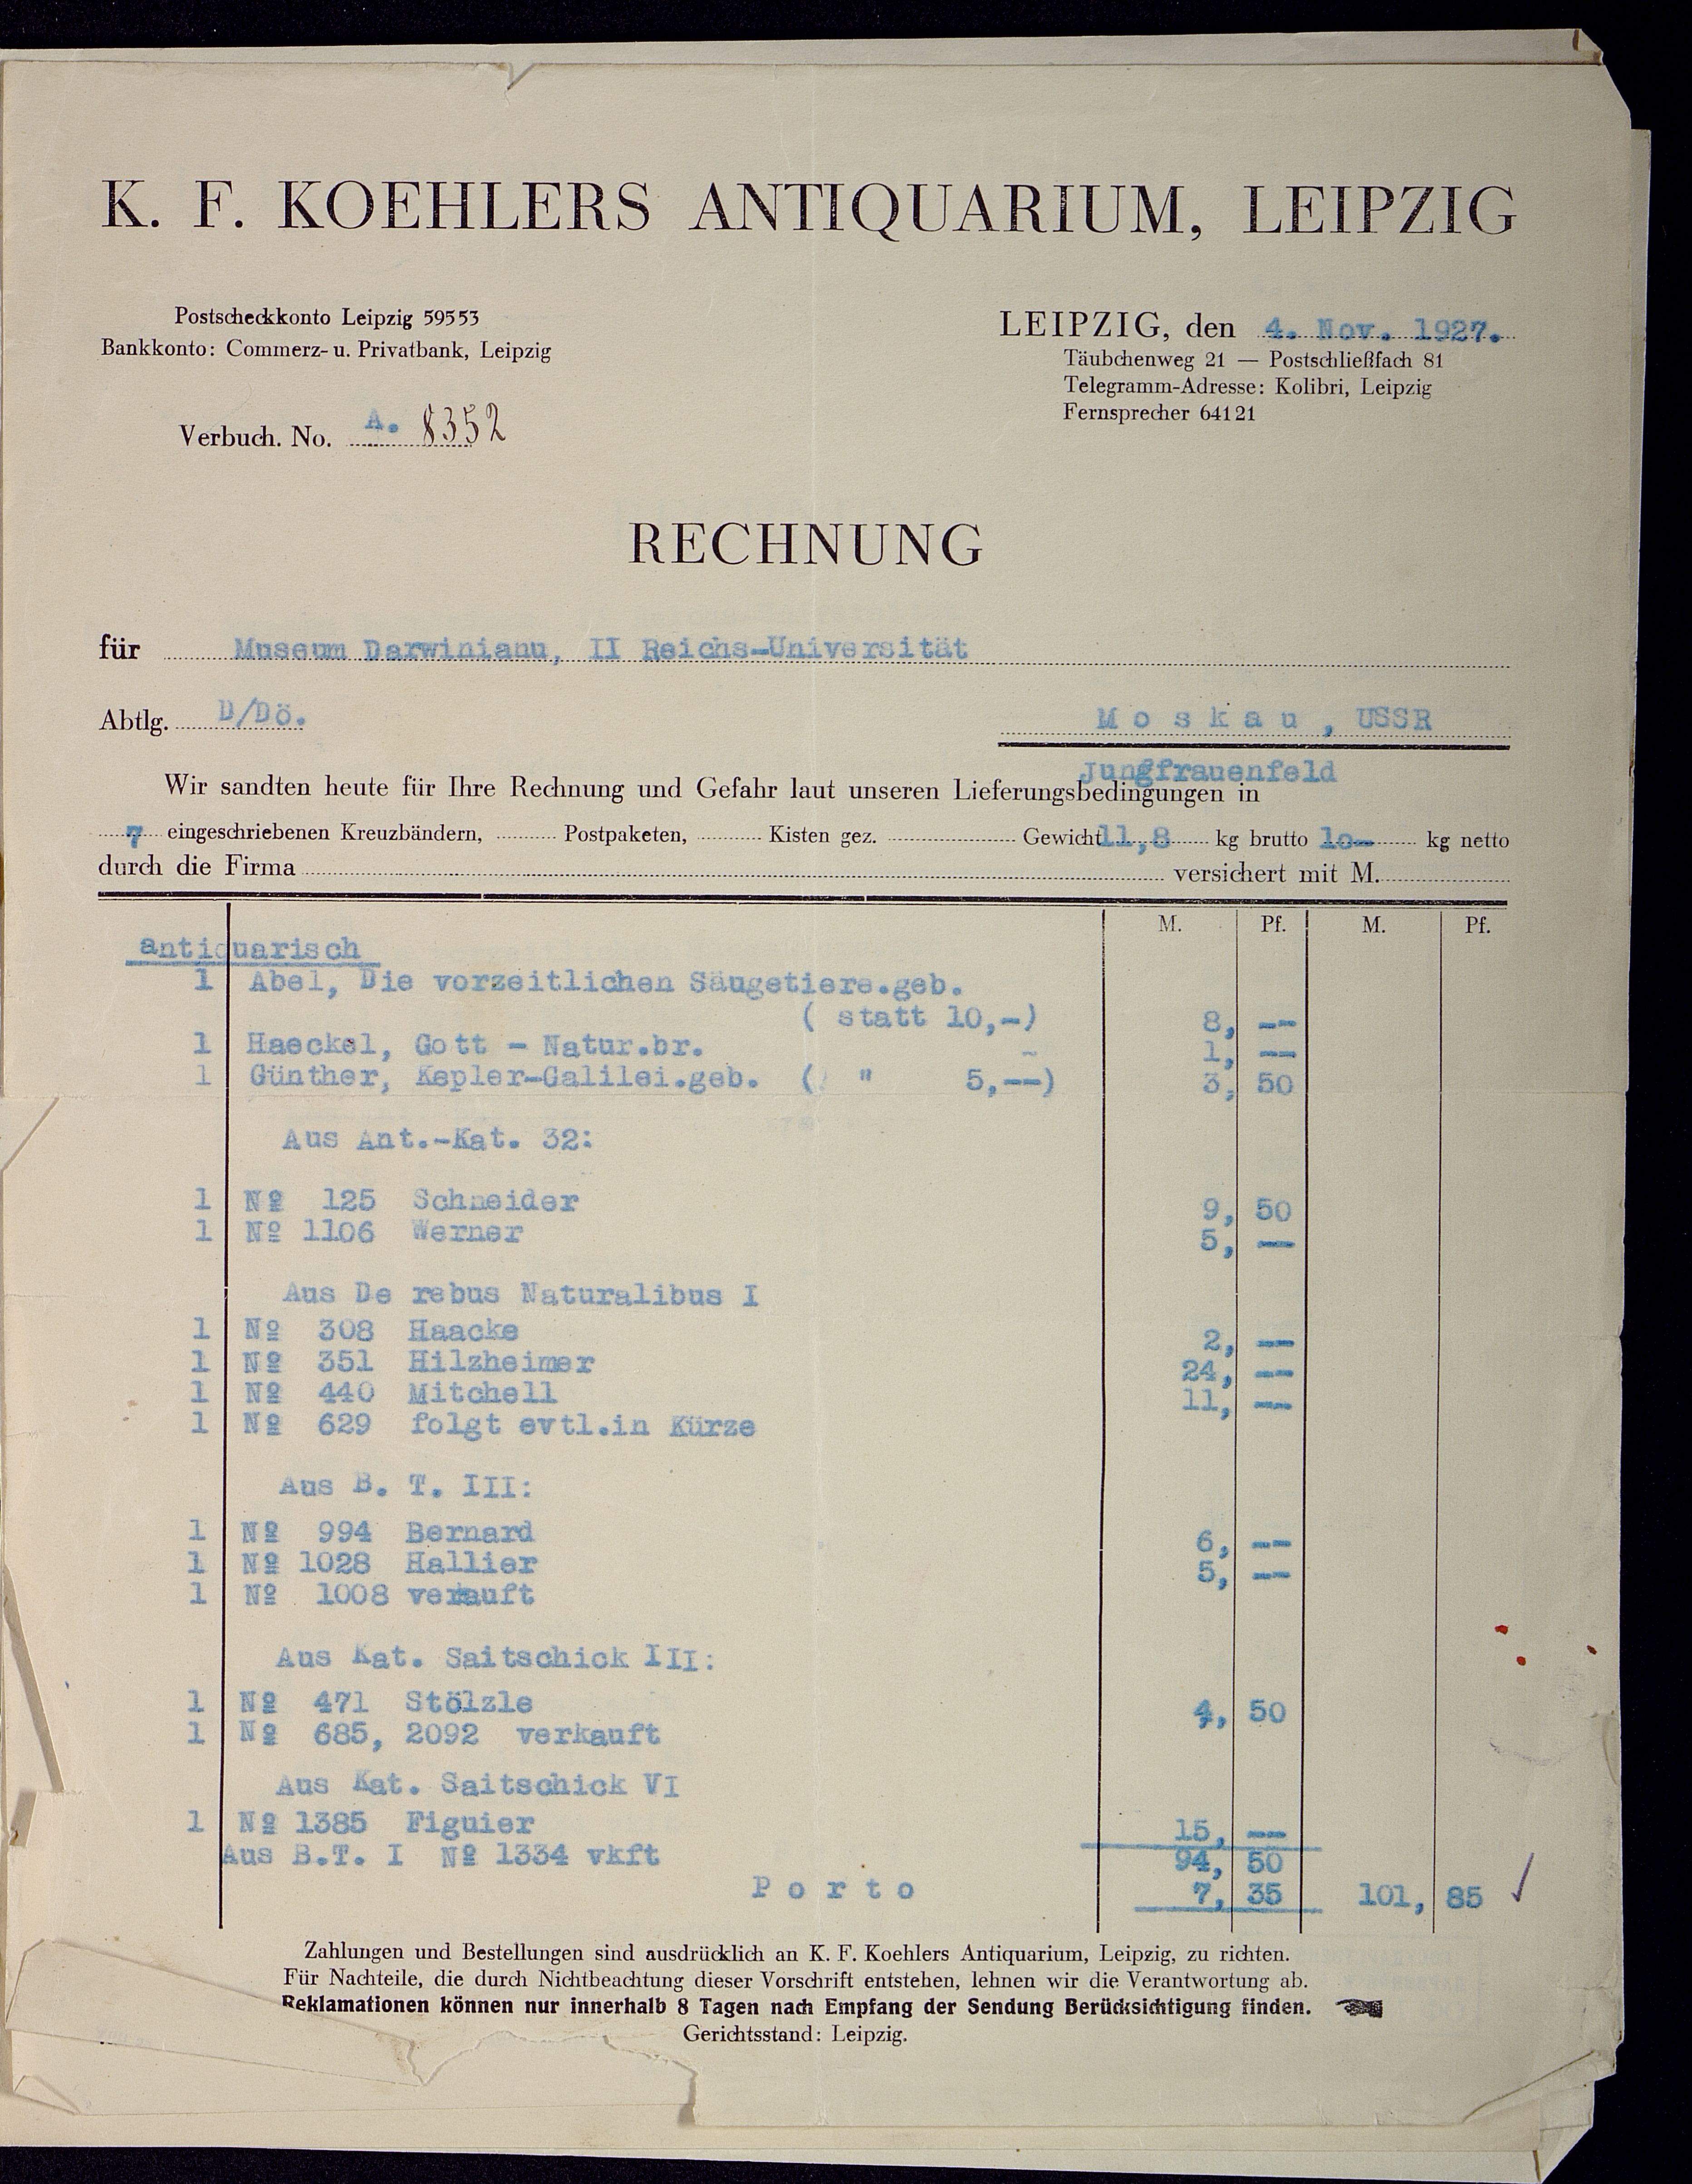 K. F. KOEHLERS ANTIQUARIUM, LEIPZIG
Postscheckkonto Leipzig 59553
Bankkonto: Commerz- u. Privatbank, Leipzig
LEIPZIG, den 4. Nov. 1927.
Täubchenweg 21 — Postschließfach 81
Telegramm-Adresse: Kolibri, Leipzig
Fernsprecher 64121
Verbuch. No. A. 8352
RECHNUNG
für Museum Darwinianu, II Reichs-Universität
Abtlg. D/Dö.
Moskau, USSR
Jungfrauenfeld
Wir sandten heute für Ihre Rechnung und Gefahr laut unseren Lieferungsbedingungen in
7 eingeschriebenen Kreuzbändern, Postpaketen, Kisten gez. Gewicht 11,8 kg brutto 10- kg netto
durch die Firma versichert mit M.
M. Pf. M. Pf.
antiquarisch
1 Abel, Die vorzeitlichen Säugetiere.geb.
( statt 10,-) 8, --
1 Haeckel, Gott - Natur.br. 1, --
1 Günther, Kepler-Galilei.geb. ( " 5,--) 3, 50
Aus Ant.-Kat. 32:
1 № 125 Schneider 9, 50
1 № 1106 Werner 5, --
Aus De rebus Naturalibus I
1 № 308 Haacke 2, --
1 № 351 Hilzheimer 24, --
1 № 440 Mitchell 11, --
1 № 629 folgt evtl.in Kürze
Aus B. T. III:
1 № 994 Bernard 6, --
1 № 1028 Hallier 5, --
1 № 1008 verkauft
Aus Kat. Saitschick III:
1 № 471 Stölzle 4, 50
1 № 685, 2092 verkauft
Aus Kat. Saitschick VI
1 № 1385 Figuier 15, --
Aus B.T. I № 1334 vkft 94, 50
Porto 7, 35 101, 85
Zahlungen und Bestellungen sind ausdrücklich an K. F. Koehlers Antiquarium, Leipzig, zu richten.
Für Nachteile, die durch Nichtbeachtung dieser Vorschrift entstehen, lehnen wir die Verantwortung ab.
Reklamationen können nur innerhalb 8 Tagen nach Empfang der Sendung Berücksichtigung finden.
Gerichtsstand: Leipzig.